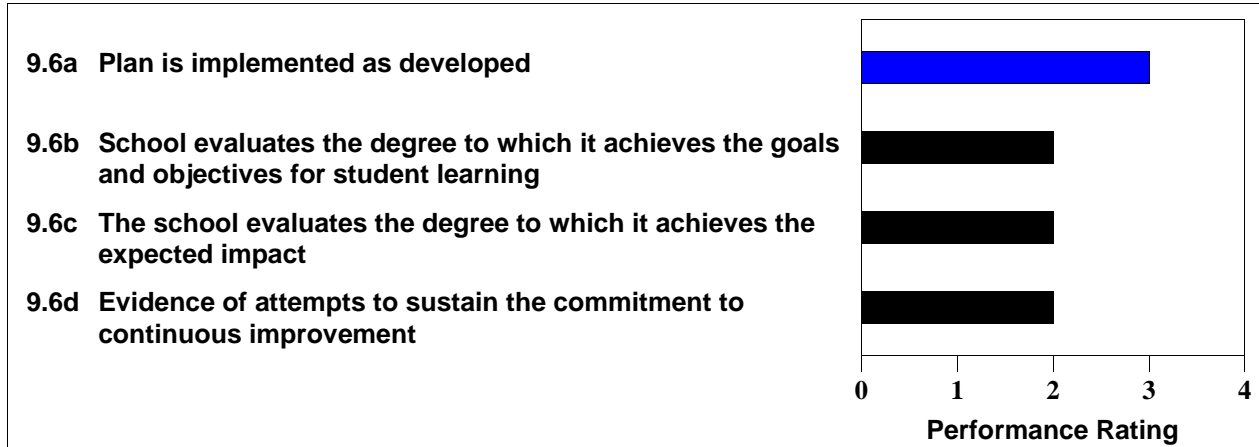 9.6a Plan is implemented as developed
9.6b School evaluates the degree to which it achieves the goals
and objectives for student learning
9.6c The school evaluates the degree to which it achieves the
expected impact
9.6d Evidence of attempts to sustain the commitment to
continuous improvement
0 1 2 3 4
Performance Rating